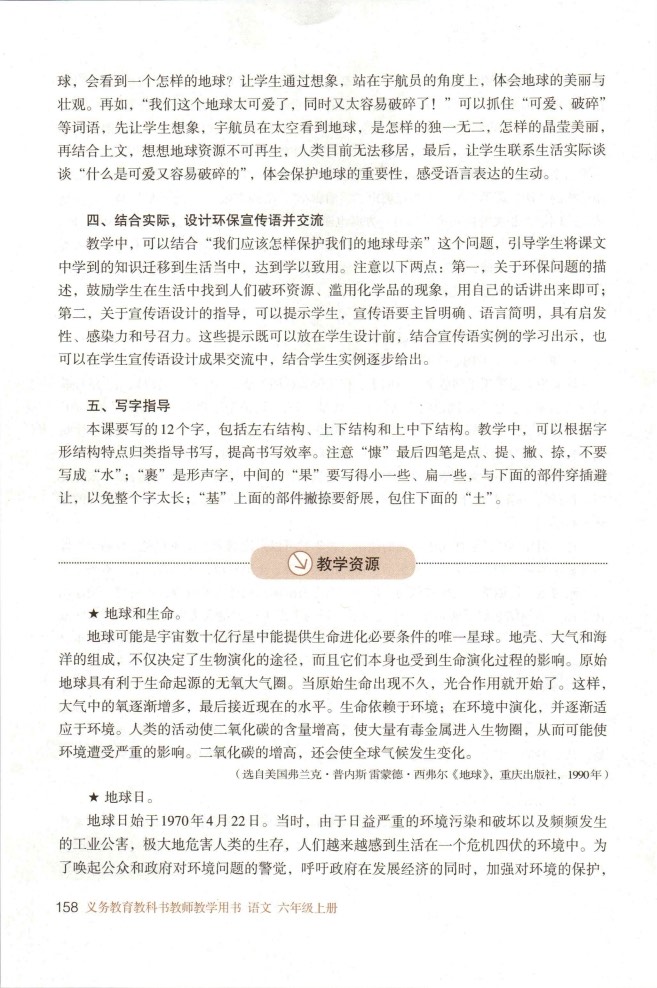 球，会看到一个怎样的地球？让学生通过想象，站在宇航员的角度上，体会地球的美丽与
壮观。再如，“我们这个地球太可爱了，同时又太容易破碎了！”可以抓住“可爱、破碎”
等词语，先让学生想象，宇航员在太空看到地球，是怎样的独一无二，怎样的晶莹美丽，
再结合上文，想想地球资源不可再生，人类目前无法移居，最后，让学生联系生活实际谈
谈“什么是可爱又容易破碎的”，体会保护地球的重要性，感受语言表达的生动。
四、结合实际，设计环保宣传语并交流
教学中，可以结合“我们应该怎样保护我们的地球母亲”这个问题，引导学生将课文
中学到的知识迁移到生活当中，达到学以致用。注意以下两点：第一，关于环保问题的描
述，鼓励学生在生活中找到人们破坏资源、滥用化学品的现象，用自己的话讲出来即可；
第二，关于宣传语设计的指导，可以提示学生，宣传语要主旨明确、语言简明，具有启发
性、感染力和号召力。这些提示既可以放在学生设计前，结合宣传语实例的学习出示，也
可以在学生宣传语设计成果交流中，结合学生实例逐步给出。
五、写字指导
本课要写的12个字，包括左右结构、上下结构和上中下结构。教学中，可以根据字
形结构特点归类指导书写，提高书写效率。注意“慷”最后四笔是点、提、撇、捺，不要
写成“水”；“裹”是形声字，中间的“果”要写得小一些、扁一些，与下面的部件穿插避
让，以免整个字太长；“基”上面的部件撇捺要舒展，包住下面的“土”。
教学资源
★ 地球和生命。
地球可能是宇宙数十亿行星中能提供生命进化必要条件的唯一星球。地壳、大气和海
洋的组成，不仅决定了生物演化的途径，而且它们本身也受到生命演化过程的影响。原始
地球具有利于生命起源的无氧大气圈。当原始生命出现不久，光合作用就开始了。这样，
大气中的氧逐渐增多，最后接近现在的水平。生命依赖于环境；在环境中演化，并逐渐适
应于环境。人类的活动使二氧化碳的含量增高，使大量有毒金属进入生物圈，从而可能使
环境遭受严重的影响。二氧化碳的增高，还会使全球气候发生变化。
（选自美国弗兰克·普内斯 雷蒙德·西弗尔《地球》，重庆出版社，1990年）
★ 地球日。
地球日始于1970年4月22日。当时，由于日益严重的环境污染和破坏以及频频发生
的工业公害，极大地危害人类的生存，人们越来越感到生活在一个危机四伏的环境中。为
了唤起公众和政府对环境问题的警觉，呼吁政府在发展经济的同时，加强对环境的保护，
158 义务教育教科书教师教学用书 语文 六年级上册